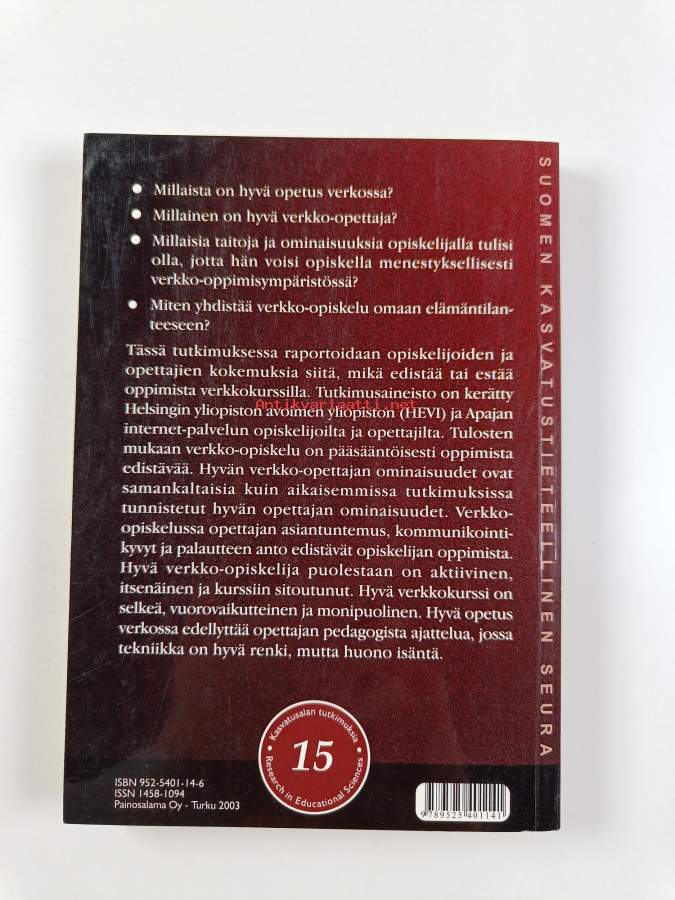 • Millaista on hyvä opetus verkossa?
• Millainen on hyvä verkko-opettaja?
• Millaisia taitoja ja ominaisuuksia opiskelijalla tulisi
olla, jotta hän voisi opiskella menestyksellisesti
verkko-oppimisympäristössä?
• Miten yhdistää verkko-opiskelu omaan elämäntilan-
teeseen?
Tässä tutkimuksessa raportoidaan opiskelijoiden ja
opettajien kokemuksia siitä, mikä edistää tai estää
oppimista verkkokurssilla. Tutkimusaineisto on kerätty
Helsingin yliopiston avoimen yliopiston (HEVI) ja Apajan
Antikvariaatti.net
internet-palvelun opiskelijoilta ja opettajilta. Tulosten
mukaan verkko-opiskelu on pääsääntöisesti oppimista
edistävää. Hyvän verkko-opettajan ominaisuudet ovat
samankaltaisia kuin aikaisemmissa tutkimuksissa
tunnistetut hyvän opettajan ominaisuudet. Verkko-
opiskelussa opettajan asiantuntemus, kommunikointi-
kyvyt ja palautteen anto edistävät opiskelijan oppimista.
Hyvä verkko-opiskelija puolestaan on aktiivinen,
itsenäinen ja kurssiin sitoutunut. Hyvä verkkokurssi on
selkeä, vuorovaikutteinen ja monipuolinen. Hyvä opetus
verkossa edellyttää opettajan pedagogista ajattelua, jossa
tekniikka on hyvä renki, mutta huono isäntä.
SUOMEN KASVATUSTIETEELLINEN SEURA
Kasvatusalan tutkimuksia
15
Research in Educational Sciences
ISBN 952-5401-14-6
ISSN 1458-1094
Painosalama Oy - Turku 2003
9789525401141